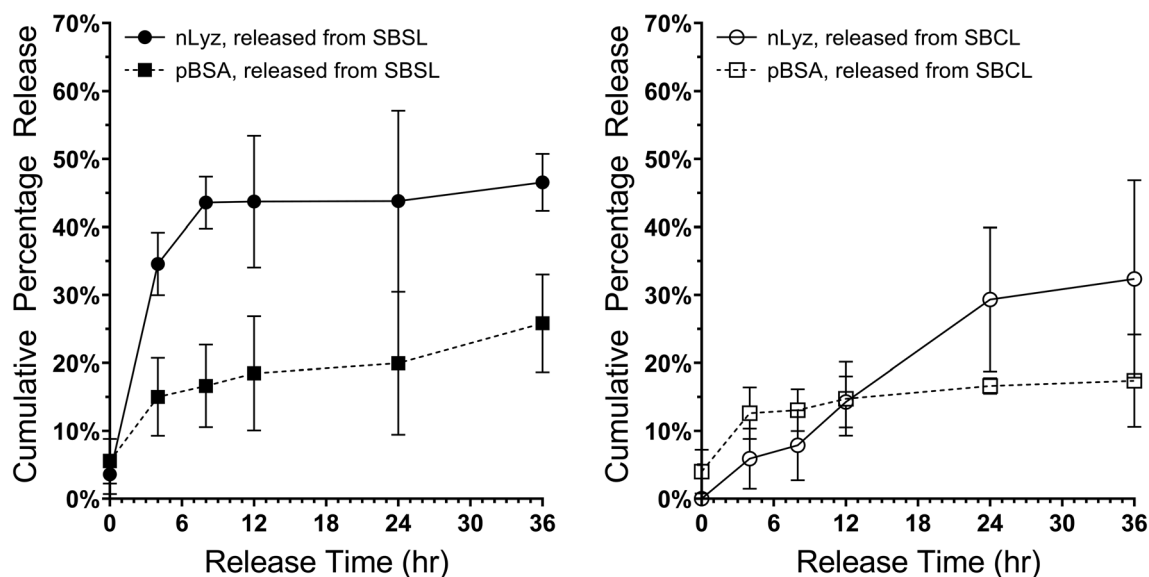 Cumulative Percentage Release
70%
60%
50%
40%
30%
20%
10%
0%
nLyz, released from SBSL
pBSA, released from SBSL
0 6 12 18 24 30 36
Release Time (hr)
Cumulative Percentage Release
70%
60%
50%
40%
30%
20%
10%
0%
nLyz, released from SBCL
pBSA, released from SBCL
0 6 12 18 24 30 36
Release Time (hr)